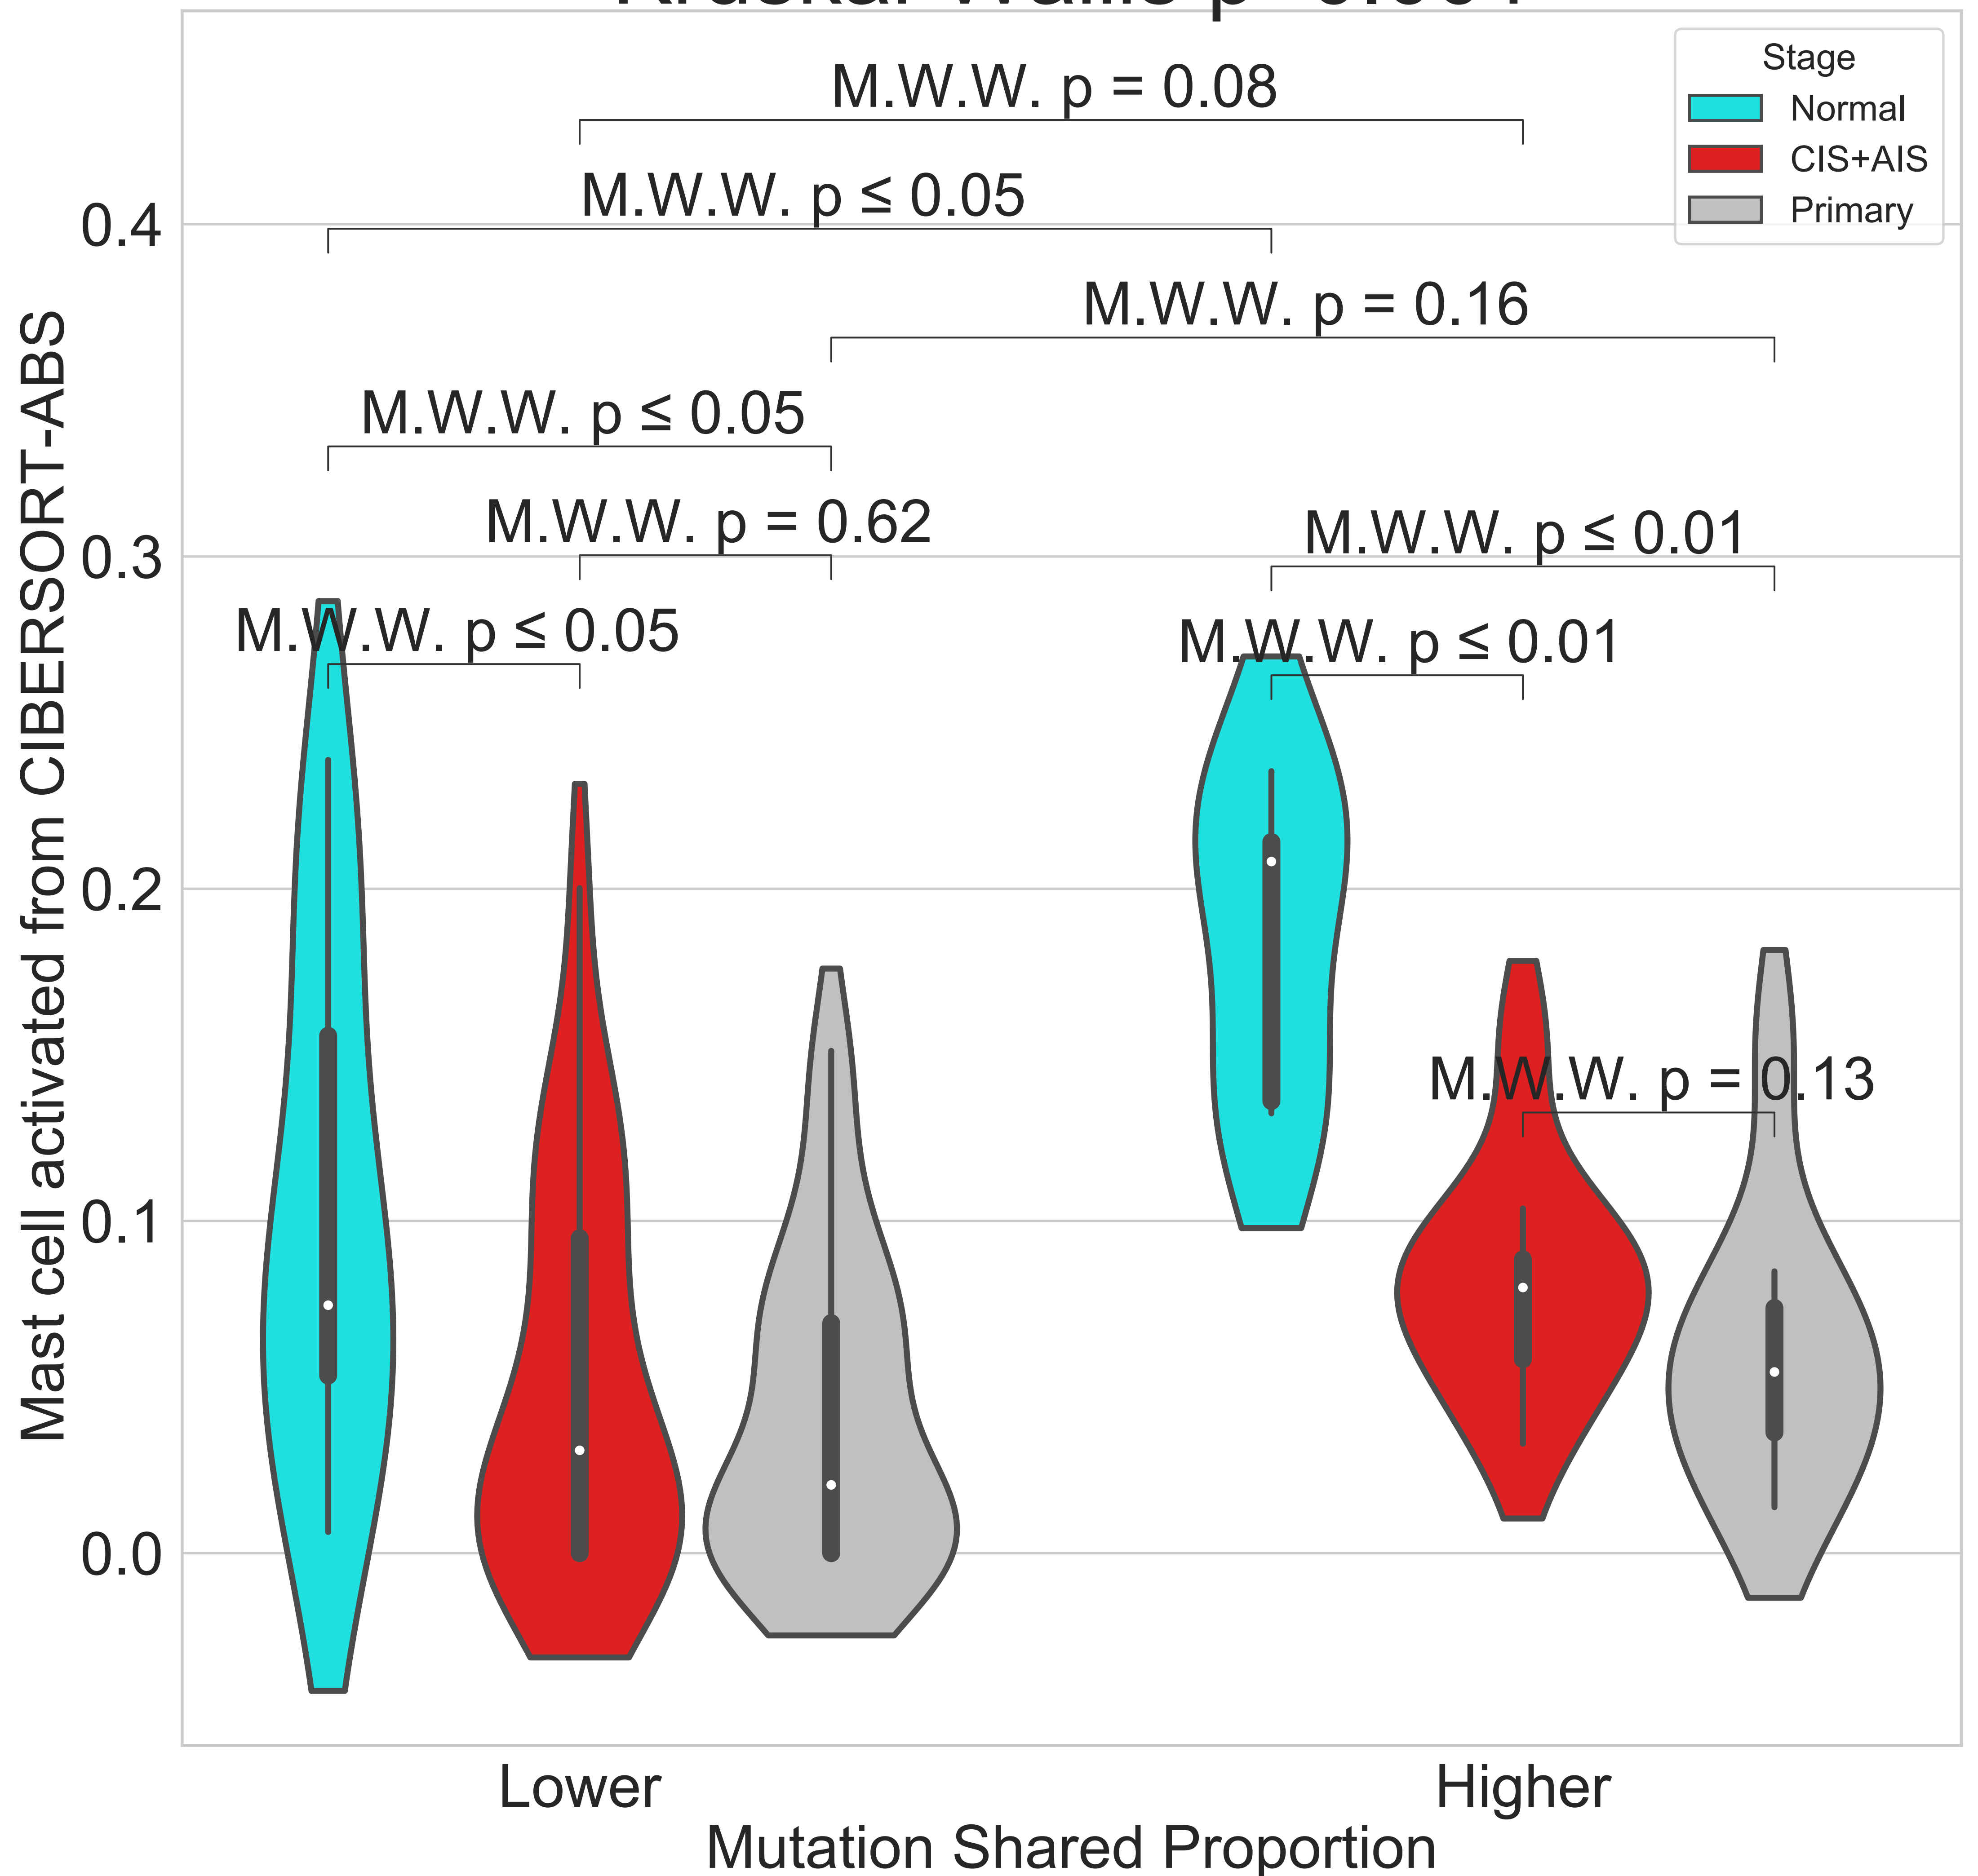 Stage
Normal
CIS+AIS
Primary
M.W.W. p = 0.08
M.W.W. p ≤ 0.05
M.W.W. p = 0.16
M.W.W. p ≤ 0.05
M.W.W. p = 0.62
M.W.W. p ≤ 0.01
M.W.W. p ≤ 0.05
M.W.W. p ≤ 0.01
M.W.W. p = 0.13
0.4
0.3
0.2
0.1
0.0
Mast cell activated from CIBERSORT-ABS
Lower
Higher
Mutation Shared Proportion